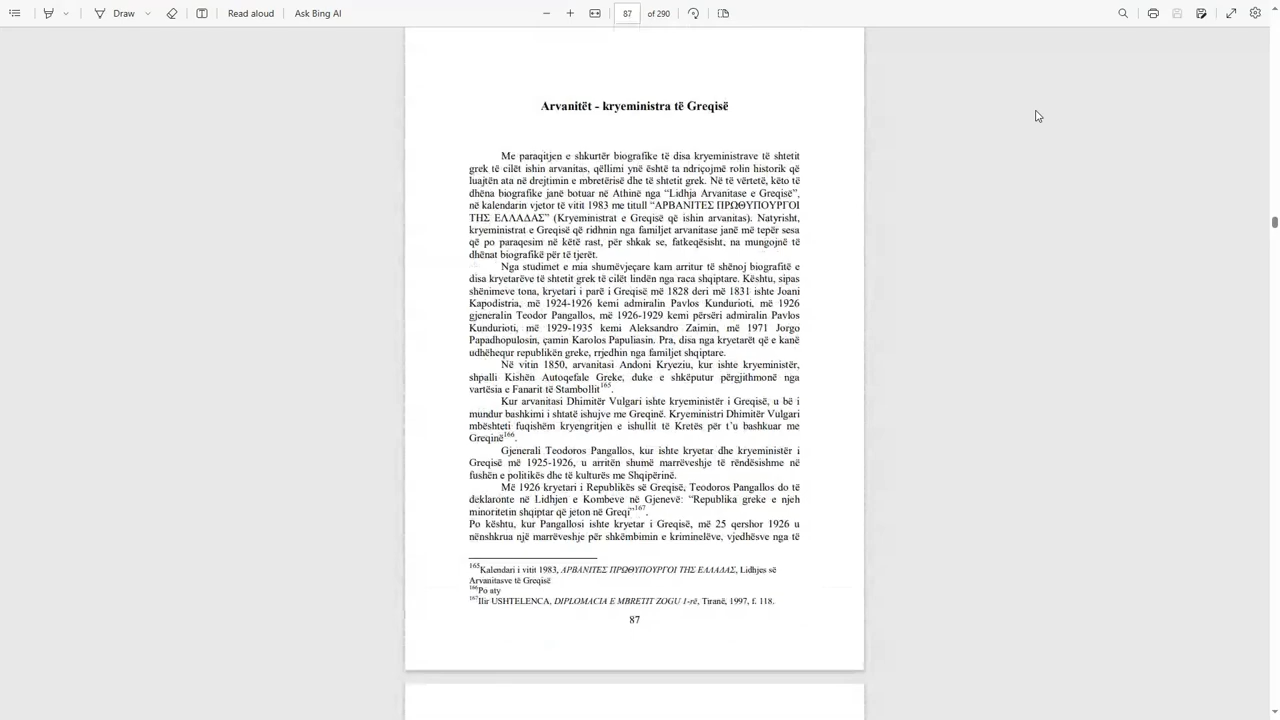 Draw
Read aloud
Ask Bing AI
87
of 290
Arvanitët - kryeministra të Greqisë
Me paraqitjen e shkurtër biografike të disa kryeministrave të shtetit
grek të cilët ishin arvanitas, qëllimi ynë është ta ndriçojmë rolin historik që
luajtën ata në drejtimin e mbretërisë dhe të shtetit grek. Në të vërtetë, këto të
dhëna biografike janë botuar në Athinë nga “Lidhja Arvanitase e Greqisë”,
në kalendarin vjetor të vitit 1983 me titull “ΑΡΒΑΝΙΤΕΣ ΠΡΩΘΥΠΟΥΡΓΟΙ
ΤΗΣ ΕΛΛΑΔΑΣ” (Kryeministrat e Greqisë që ishin arvanitas). Natyrisht,
kryeministrat e Greqisë që ridhnin nga familjet arvanitase janë më tepër sesa
që po paraqesim në këtë rast, për shkak se, fatkeqësisht, na mungojnë të
dhënat biografikë për të tjerët.
Nga studimet e mia shumëvjeçare kam arritur të shënoj biografitë e
disa kryetarëve të shtetit grek të cilët lindën nga raca shqiptare. Kështu, sipas
shënimeve tona, kryetari i parë i Greqisë më 1828 deri më 1831 ishte Joani
Kapodistria, më 1924-1926 kemi admiralin Pavlos Kundurioti, më 1926
gjeneralin Teodor Pangallos, më 1926-1929 kemi përsëri admiralin Pavlos
Kundurioti, më 1929-1935 kemi Aleksandro Zaimin, më 1971 Jorgo
Papadhopulosin, çamin Karolos Papuliasin. Pra, disa nga kryetarët që e kanë
udhëhequr republikën greke, rrjedhin nga familjet shqiptare.
Në vitin 1850, arvanitasi Andoni Kryeziu, kur ishte kryeministër,
shpalli Kishën Autoqefale Greke, duke e shkëputur përgjithmonë nga
vartësia e Fanarit të Stambollit165.
Kur arvanitasi Dhimitër Vulgari ishte kryeministër i Greqisë, u bë i
mundur bashkimi i shtatë ishujve me Greqinë. Kryeministri Dhimitër Vulgari
mbështeti fuqishëm kryengritjen e ishullit të Kretës për t’u bashkuar me
Greqinë166.
Gjenerali Teodoros Pangallos, kur ishte kryetar dhe kryeministër i
Greqisë më 1925-1926, u arritën shumë marrëveshje të rëndësishme në
fushën e politikës dhe të kulturës me Shqipërinë.
Më 1926 kryetari i Republikës së Greqisë, Teodoros Pangallos do të
deklaronte në Lidhjen e Kombeve në Gjenevë: “Republika greke e njeh
minoritetin shqiptar që jeton në Greqi”167.
Po kështu, kur Pangallosi ishte kryetar i Greqisë, më 25 qershor 1926 u
nënshkrua një marrëveshje për shkëmbimin e kriminelëve, vjedhësve nga të
165Kalendari i vitit 1983, ΑΡΒΑΝΙΤΕΣ ΠΡΩΘΥΠΟΥΡΓΟΙ ΤΗΣ ΕΛΛΑΔΑΣ, Lidhjes së
Arvanitasve të Greqisë
166Po aty
167Ilir USHTELENCA, DIPLOMACIA E MBRETIT ZOGU 1-rë, Tiranë, 1997, f. 118.
87